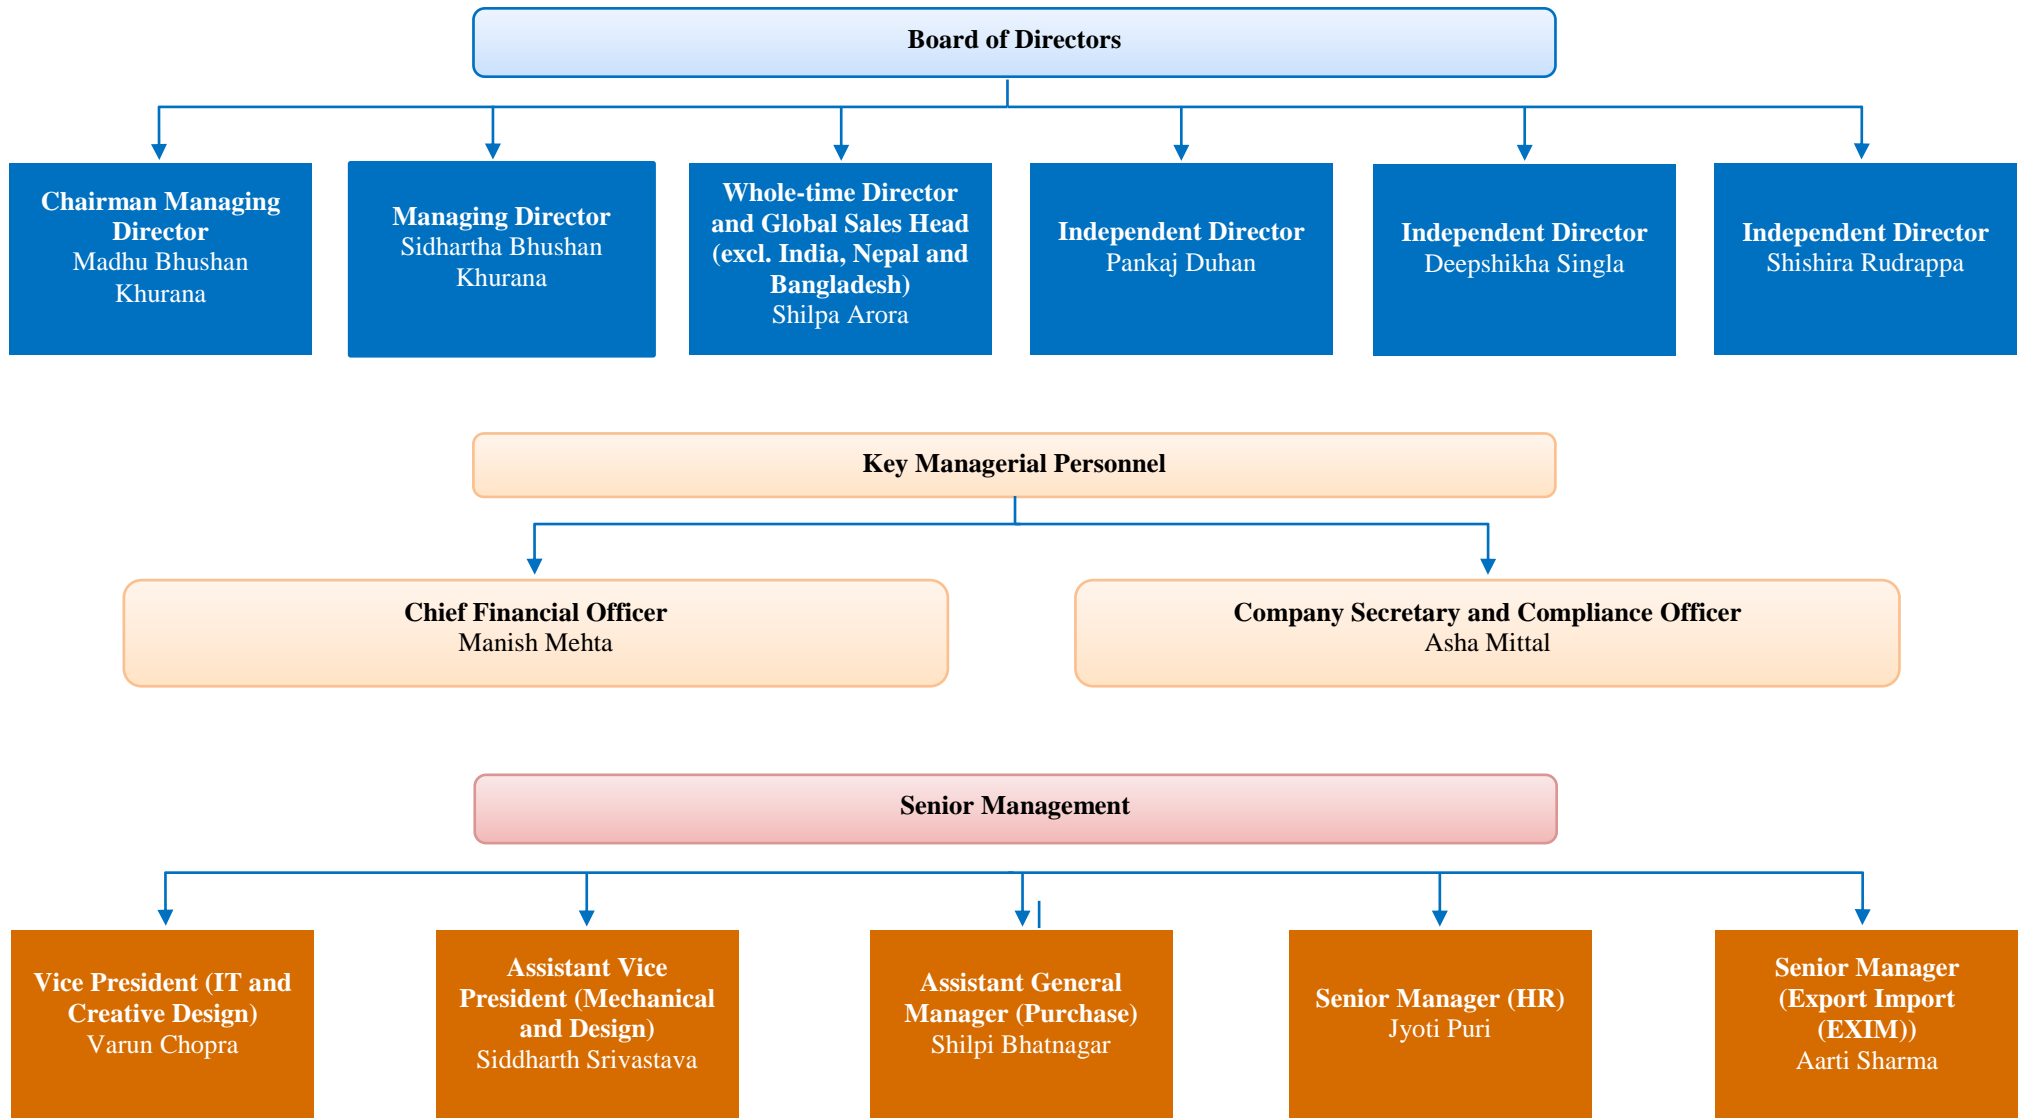 Board of Directors
Chairman Managing
Director
Madhu Bhushan
Khurana
Managing Director
Sidhartha Bhushan
Khurana
Whole-time Director
and Global Sales Head
(excl. India, Nepal and
Bangladesh)
Shilpa Arora
Independent Director
Pankaj Duhan
Independent Director
Deepshikha Singla
Independent Director
Shishira Rudrappa
Key Managerial Personnel
Chief Financial Officer
Manish Mehta
Company Secretary and Compliance Officer
Asha Mittal
Senior Management
Vice President (IT and
Creative Design)
Varun Chopra
Assistant Vice
President (Mechanical
and Design)
Siddharth Srivastava
Assistant General
Manager (Purchase)
Shilpi Bhatnagar
Senior Manager (HR)
Jyoti Puri
Senior Manager
(Export Import
(EXIM))
Aarti Sharma